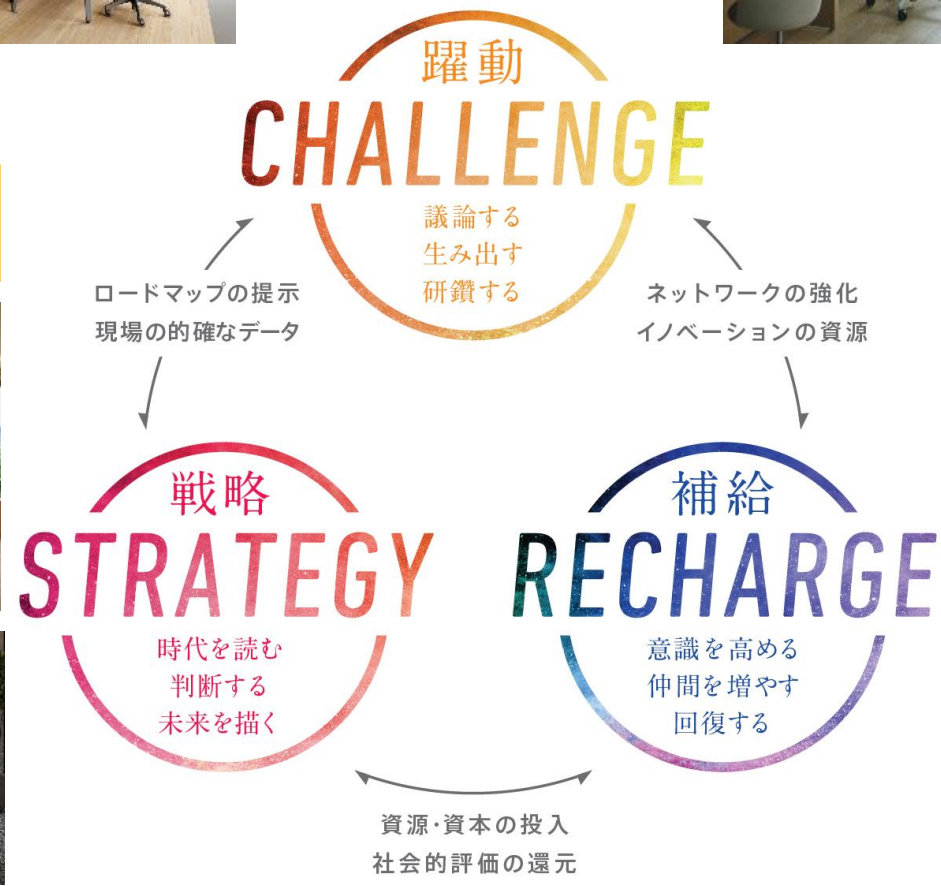 躍動
CHALLENGE
議論する
生み出す
研鑽する
ロードマップの提示
現場の的確なデータ
ネットワークの強化
イノベーションの資源
戦略
STRATEGY
時代を読む
判断する
未来を描く
補給
RECHARGE
意識を高める
仲間を増やす
回復する
資源・資本の投入
社会的評価の還元